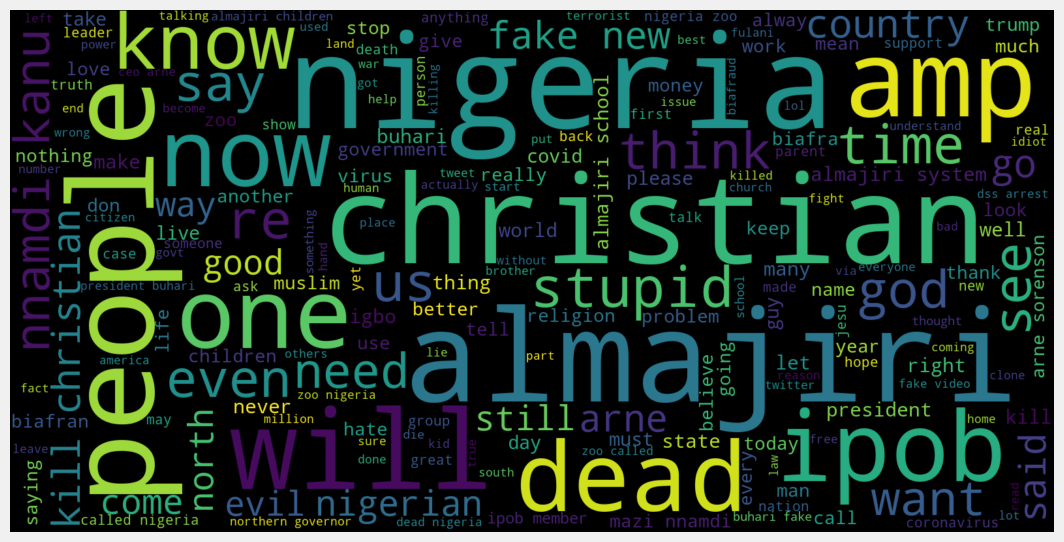 left
take
leader
power
love
truth
end
wrong
number
nothing
make
ceo arne
become
know
say
zoo
now
talking
almajiri children
used
stop
land
death
war
got
help
show
buhari
government
anything
give
person
killing
terrorist
nigeria zoo
fake new
fulani
best
alway
work
country
mean
support
trump
much
nigeria
amp
money
issue
first
biafraud
lol
biafra
put
back
covid
almajiri school
think
parent
time
understand
real
idiot
go
almajiri system
look
dss arrest
well
nnamdi kanu
people
don
citizen
case
govt
president buhari
christian
kill christian
way
live
someone
another
re
virus
human
place
really
tweet
actually
start
something
hand
christian
please
killed
church
talk
world
without
brother
keep
fight
bad
good
ask
muslim
yet
us
thing
better
stupid
many
made
guy
via
everyone
name
god
thank
new
jesu
see
arne sorenson
school
life
america
fact
biafran
may
one
igbo
use
children
others
tell
lie
religion
problem
almajiri
part
believe
going
let
reason
twitter
year
hope
thought
coming
right
fake video
clone
even
need
zoo nigeria
never
million
hate
sure
done
group
die
kid
great
true
still
day
south
arne
must
zoo called
state
every
today
law
free
president
home
kill
leave
saying
come
called nigeria
north
will
evil
nigerian
northern governor
dead nigeria
ipob member
mazi nnamdi
dead
nation
man
buhari fake
call
ipob
want
coronavirus
lot
read
said